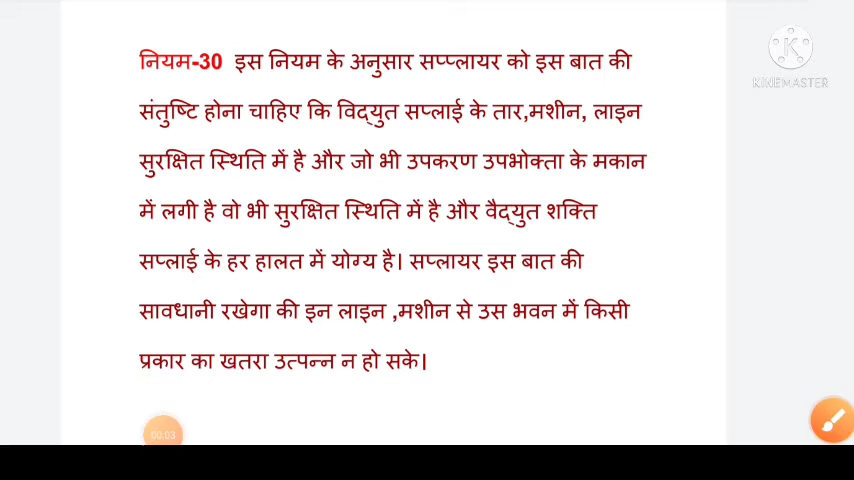 नियम-30 इस नियम के अनुसार सप्प्लायर को इस बात की
संतुष्टि होना चाहिए कि विद्युत सप्लाई के तार,मशीन, लाइन
सुरक्षित स्थिति में है और जो भी उपकरण उपभोक्ता के मकान
में लगी है वो भी सुरक्षित स्थिति में है और वैद्युत शक्ति
सप्लाई के हर हालत में योग्य है। सप्लायर इस बात की
सावधानी रखेगा की इन लाइन ,मशीन से उस भवन में किसी
प्रकार का खतरा उत्पन्न न हो सके।
KINEMASTER
00:03